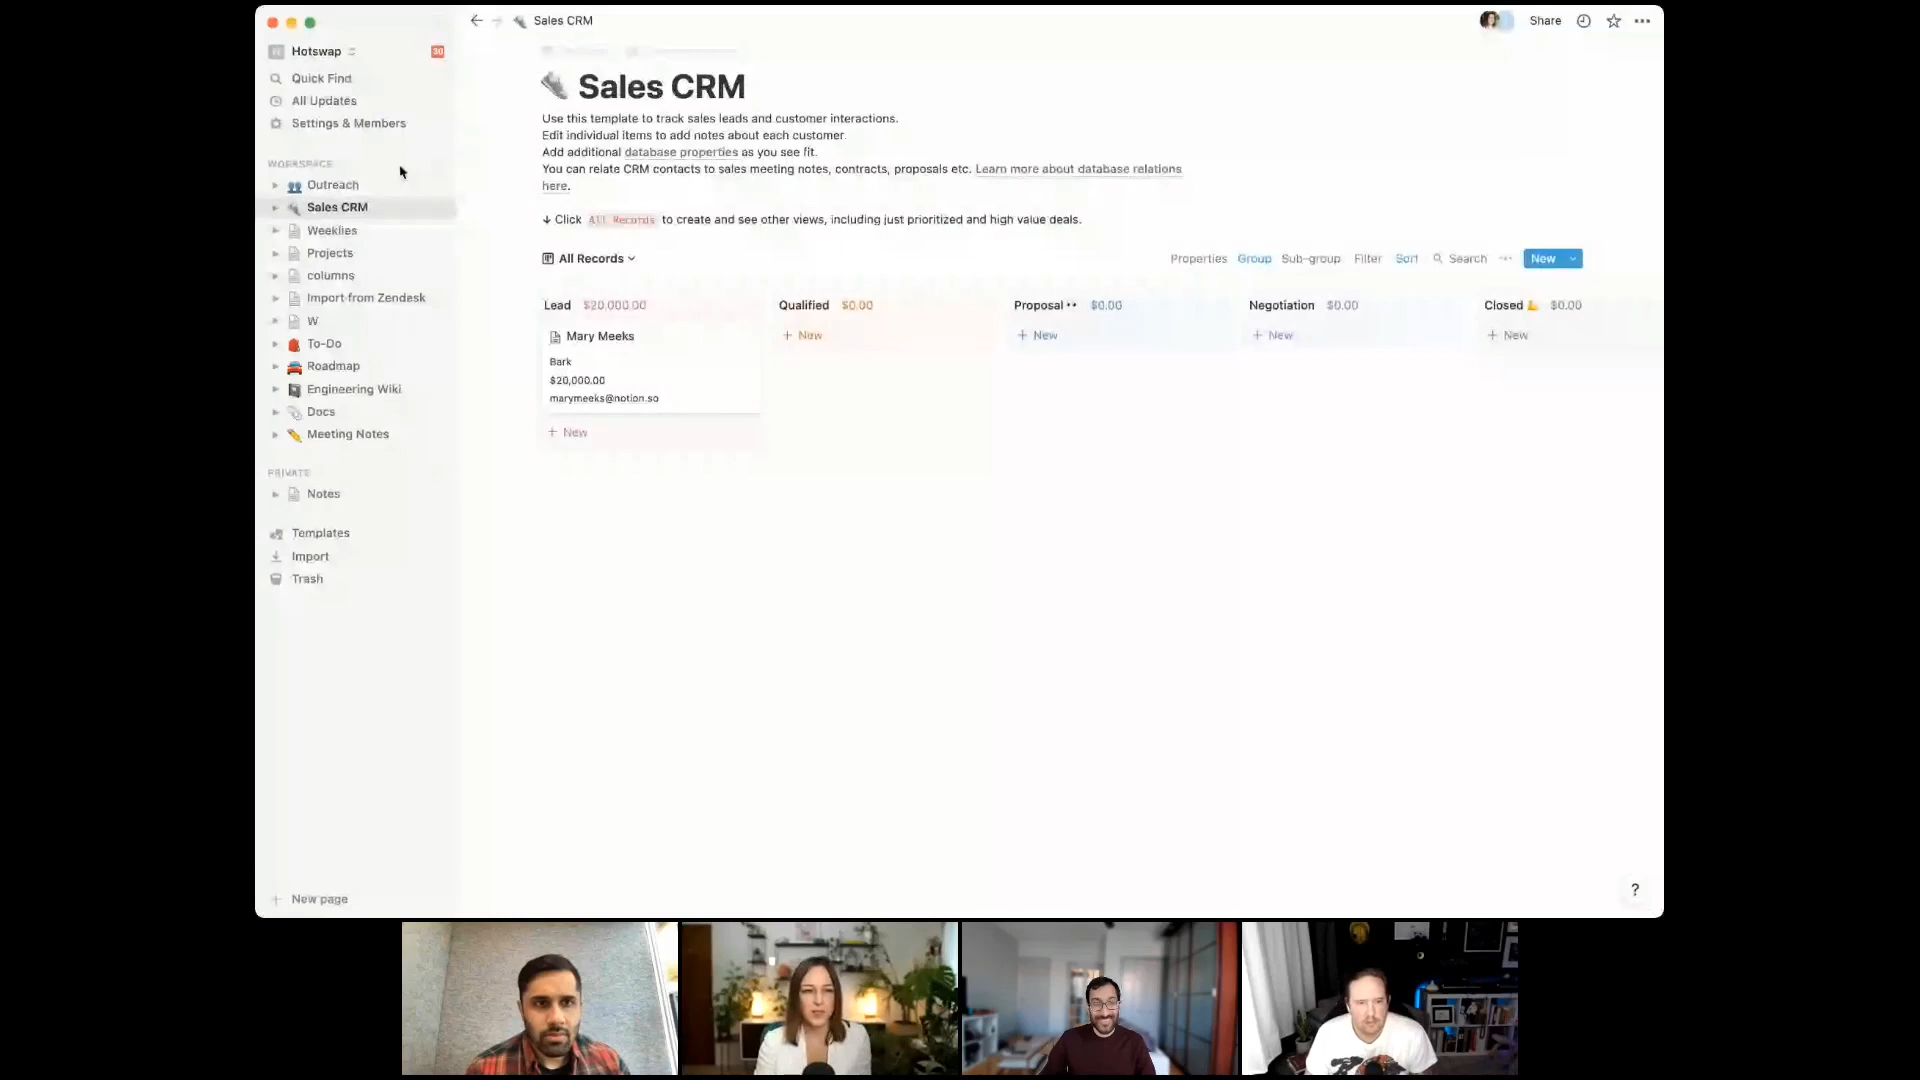 Sales CRM
Share
Hotswap
30
Quick Find
All Updates
Settings & Members
WORKSPACE
Outreach
Sales CRM
Weeklies
Projects
columns
Import from Zendesk
W
To-Do
Roadmap
Engineering Wiki
Docs
Meeting Notes
PRIVATE
Notes
Templates
Import
Trash
New page
Sales CRM
Use this template to track sales leads and customer interactions.
Edit individual items to add notes about each customer.
Add additional database properties as you see fit.
You can relate CRM contacts to sales meeting notes, contracts, proposals etc. Learn more about database relations
here.
↓ Click All Records to create and see other views, including just prioritized and high value deals.
All Records
Properties Group Sub-group Filter Sort Search New
Lead $20,000.00
Qualified $0.00
Proposal $0.00
Negotiation $0.00
Closed $0.00
Mary Meeks
Bark
$20,000.00
marymeeks@notion.so
+ New
+ New
+ New
+ New
+ New
?